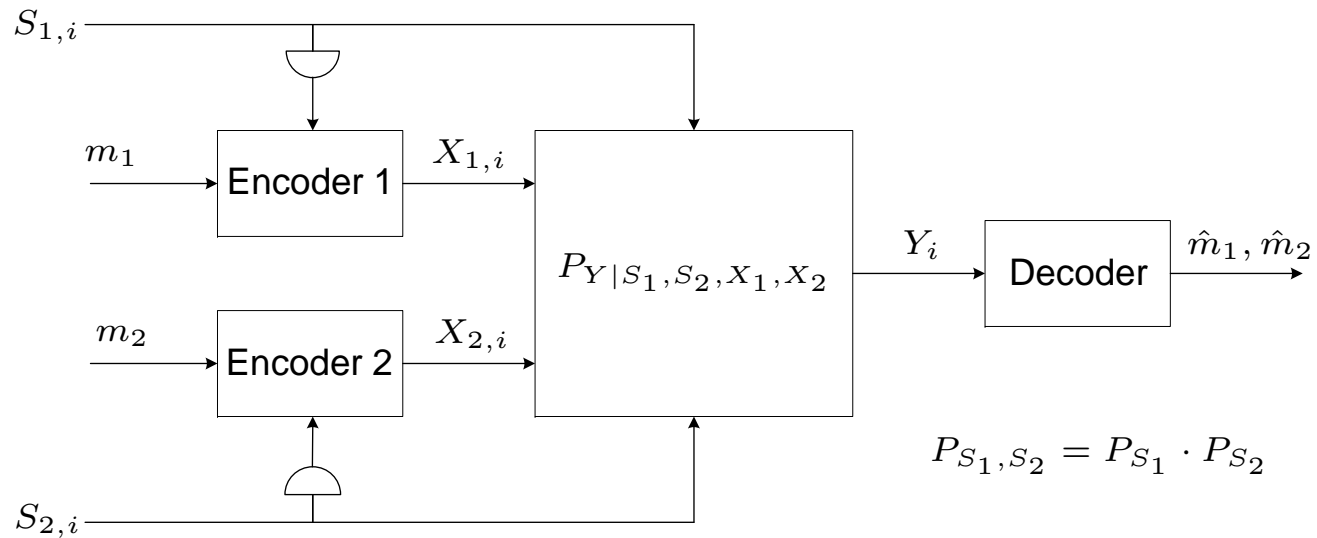 S_{1,i}
m_1
Encoder 1
X_{1,i}
m_2
Encoder 2
X_{2,i}
P_{Y|S_1,S_2,X_1,X_2}
Y_i
Decoder
\hat{m}_1, \hat{m}_2
P_{S_1,S_2} = P_{S_1} · P_{S_2}
S_{2,i}